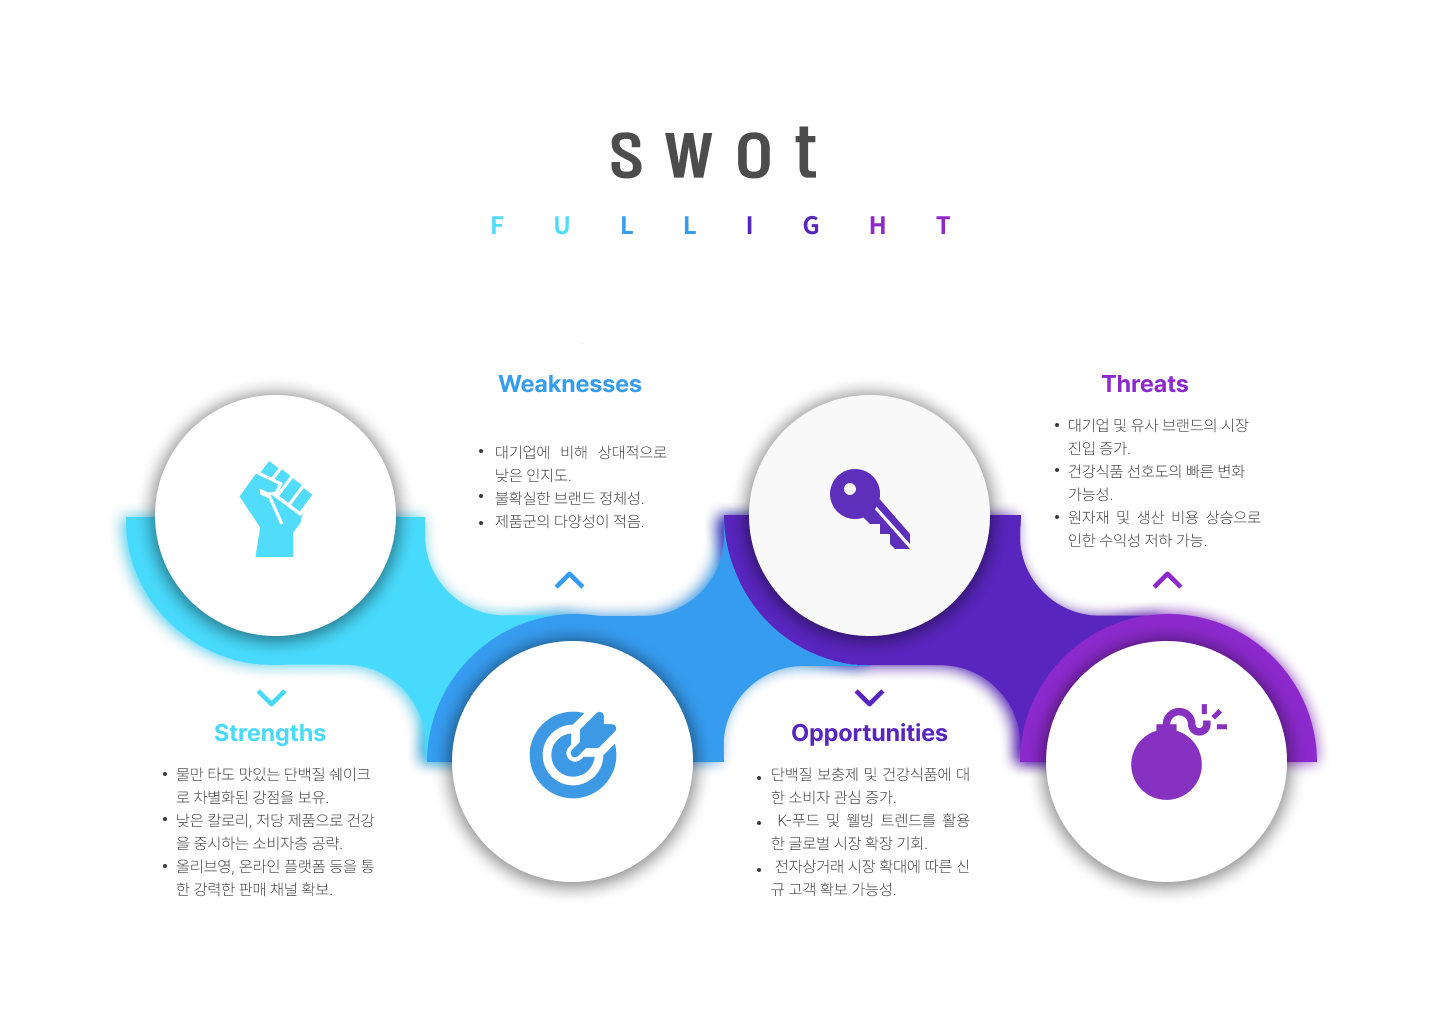 swot
FULLIGHT
Weaknesses
• 대기업에 비해 상대적으로
낮은 인지도.
• 불확실한 브랜드 정체성.
• 제품군의 다양성이 적음.
Threats
• 대기업 및 유사 브랜드의 시장
진입 증가.
• 건강식품 선호도의 빠른 변화
가능성.
• 원자재 및 생산 비용 상승으로
인한 수익성 저하 가능.
Strengths
• 물만 타도 맛있는 단백질 쉐이크
로 차별화된 강점을 보유.
• 낮은 칼로리, 저당 제품으로 건강
을 중시하는 소비자층 공략.
• 올리브영, 온라인 플랫폼 등을 통
한 강력한 판매 채널 확보.
Opportunities
• 단백질 보충제 및 건강식품에 대
한 소비자 관심 증가.
• K-푸드 및 웰빙 트렌드를 활용
한 글로벌 시장 확장 기회.
• 전자상거래 시장 확대에 따른 신
규 고객 확보 가능성.